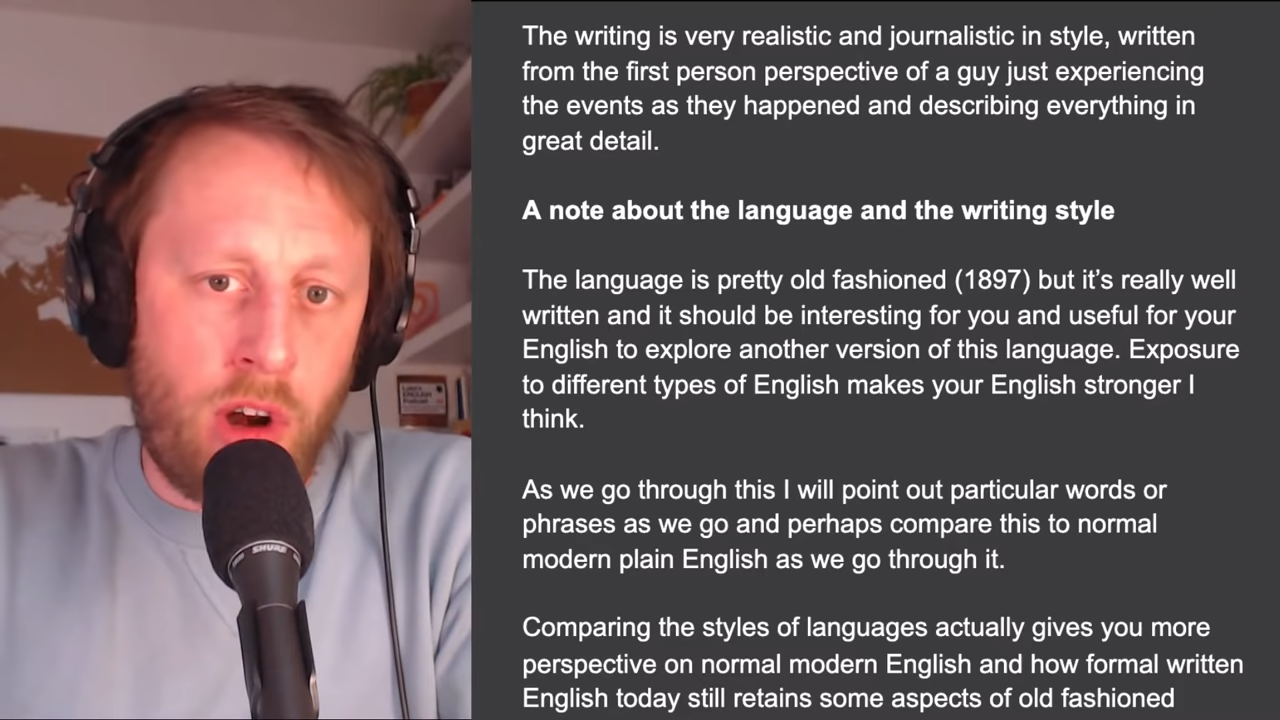 The writing is very realistic and journalistic in style, written
from the first person perspective of a guy just experiencing
the events as they happened and describing everything in
great detail.
A note about the language and the writing style
The language is pretty old fashioned (1897) but it’s really well
written and it should be interesting for you and useful for your
English to explore another version of this language. Exposure
to different types of English makes your English stronger I
think.
As we go through this I will point out particular words or
phrases as we go and perhaps compare this to normal
modern plain English as we go through it.
Comparing the styles of languages actually gives you more
perspective on normal modern English and how formal written
English today still retains some aspects of old fashioned
Luke's
ENGLISH
Podcast
SHURE